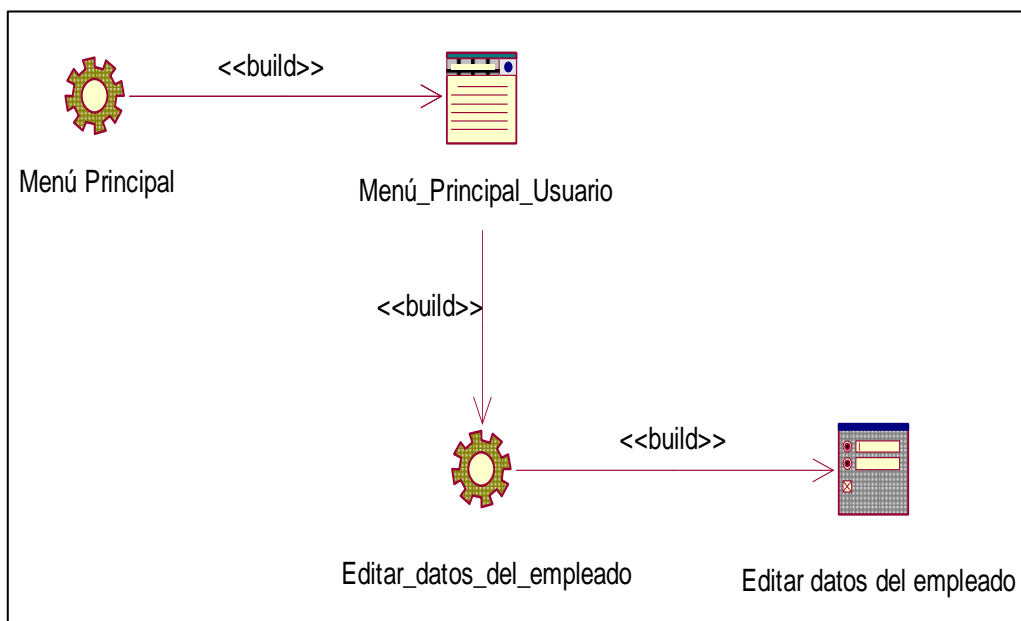 <<build>>
Menú Principal
Menú_Principal_Usuario
<<build>>
<<build>>
Editar_datos_del_empleado
Editar datos del empleado